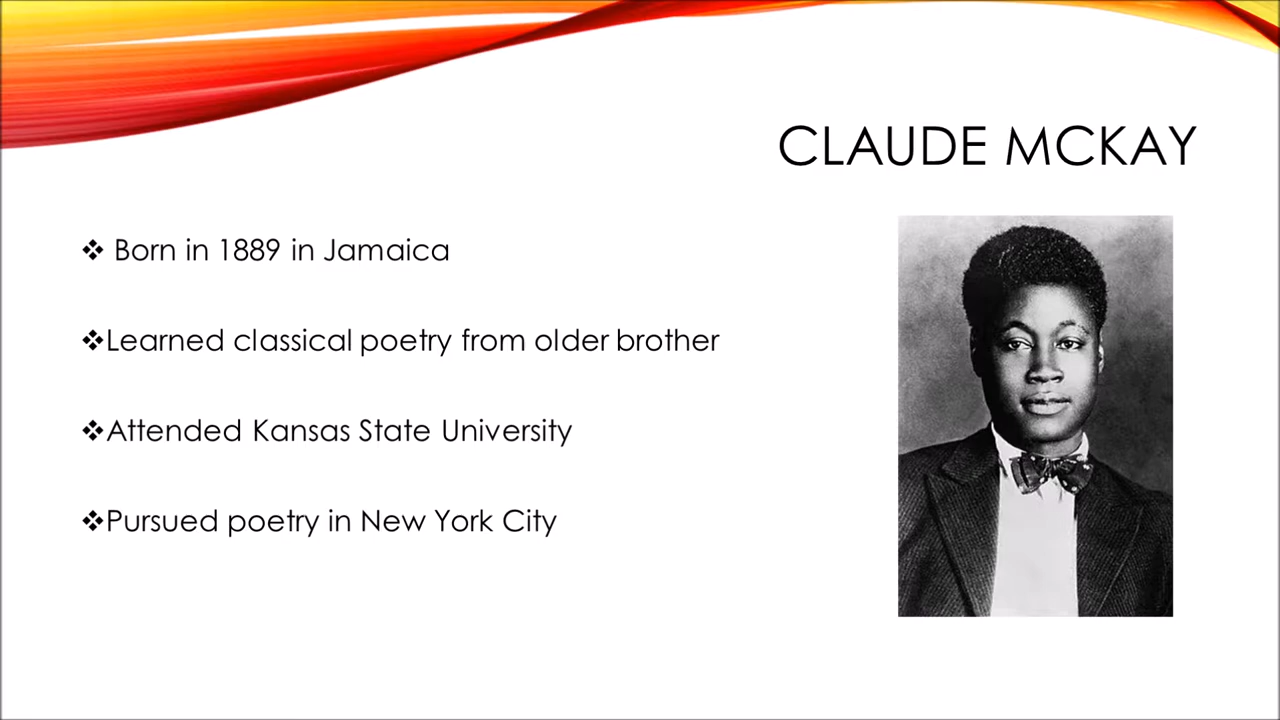 CLAUDE MCKAY
❖ Born in 1889 in Jamaica
❖Learned classical poetry from older brother
❖Attended Kansas State University
❖Pursued poetry in New York City